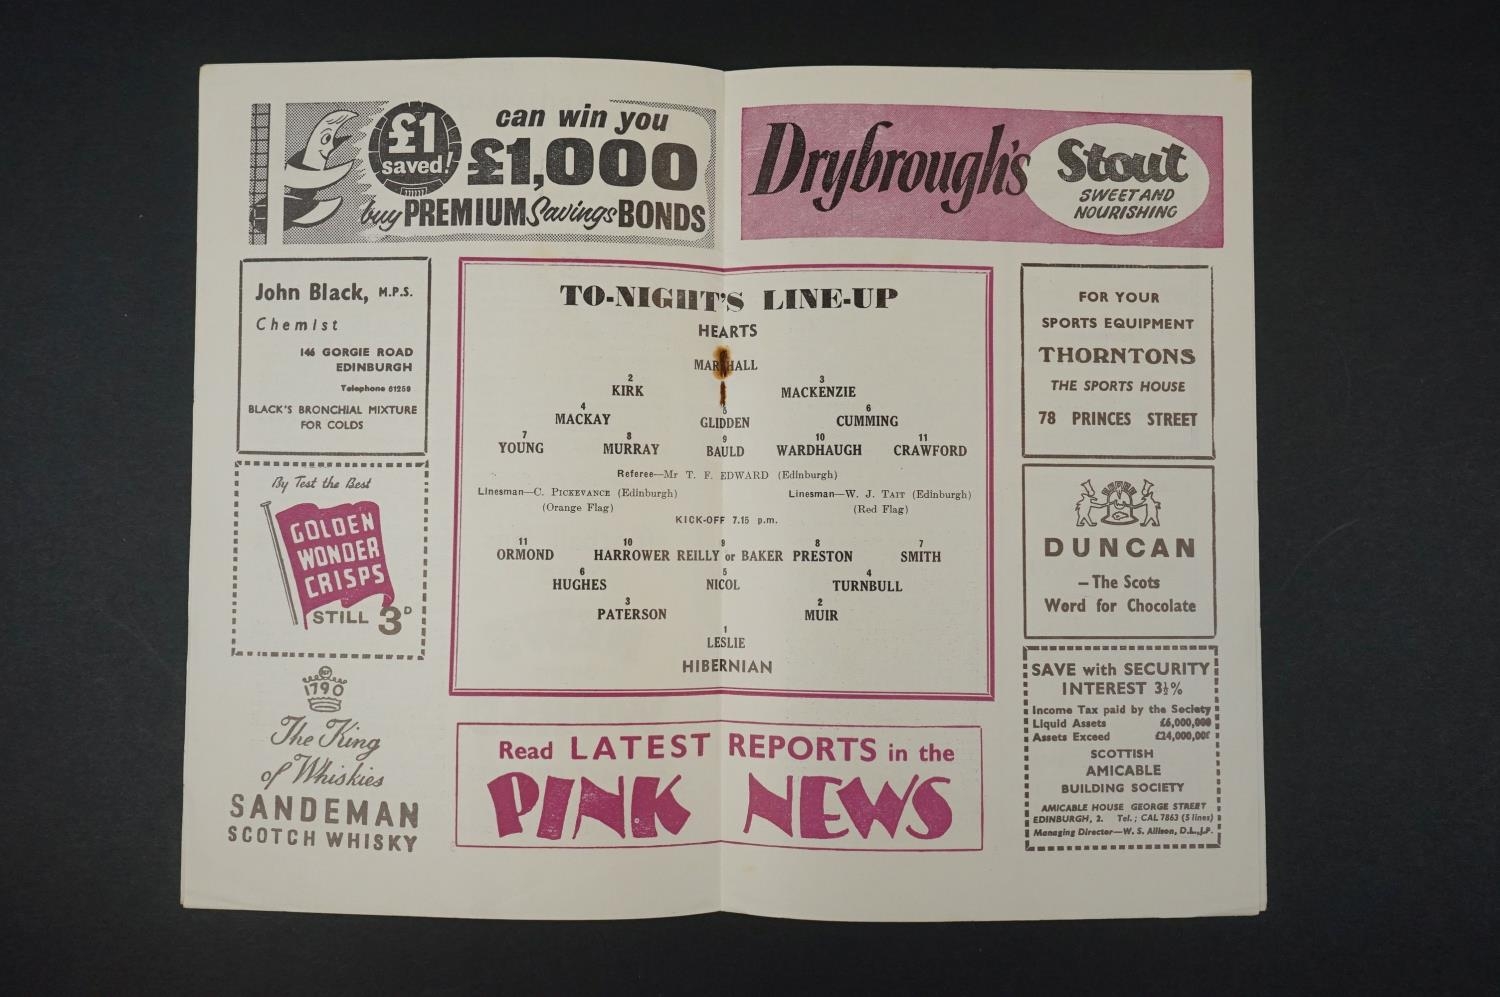 £1 saved!
can win you
£1,000
buy PREMIUM Savings BONDS
Drybrough's
Stout
SWEET AND
NOURISHING
John Black, M.P.S.
Chemist
146 GORGIE ROAD
EDINBURGH
Telephone 61258
BLACK'S BRONCHIAL MIXTURE
FOR COLDS
By Test the Best
GOLDEN
WONDER
CRISPS
STILL 3D
1790
The King
of Whiskies
SANDEMAN
SCOTCH WHISKY
TO-NIGHT'S LINE-UP
HEARTS
MARSHALL
2 3
KIRK MACKENZIE
4 5 6
MACKAY GLIDDEN CUMMING
7 8 9 10 11
YOUNG MURRAY BAULD WARDHAUGH CRAWFORD
Referee—Mr T. F. EDWARD (Edinburgh)
Linesman—C. PICKEVANCE (Edinburgh) Linesman—W. J. TAIT (Edinburgh)
(Orange Flag) (Red Flag)
KICK-OFF 7.15 p.m.
11 10 9 8 7
ORMOND HARROWER REILLY or BAKER PRESTON SMITH
6 5 4
HUGHES NICOL TURNBULL
3 2
PATERSON MUIR
1
LESLIE
HIBERNIAN
Read LATEST REPORTS in the
PINK NEWS
FOR YOUR
SPORTS EQUIPMENT
THORNTONS
THE SPORTS HOUSE
78 PRINCES STREET
DUNCAN
—The Scots
Word for Chocolate
SAVE with SECURITY
INTEREST 3½%
Income Tax paid by the Society
Liquid Assets £6,000,000
Assets Exceed £24,000,000
SCOTTISH
AMICABLE
BUILDING SOCIETY
AMICABLE HOUSE GEORGE STREET
EDINBURGH, 2. Tel.; CAL 7863 (5 lines)
Managing Director—W. S. Allison, D.L., J.P.